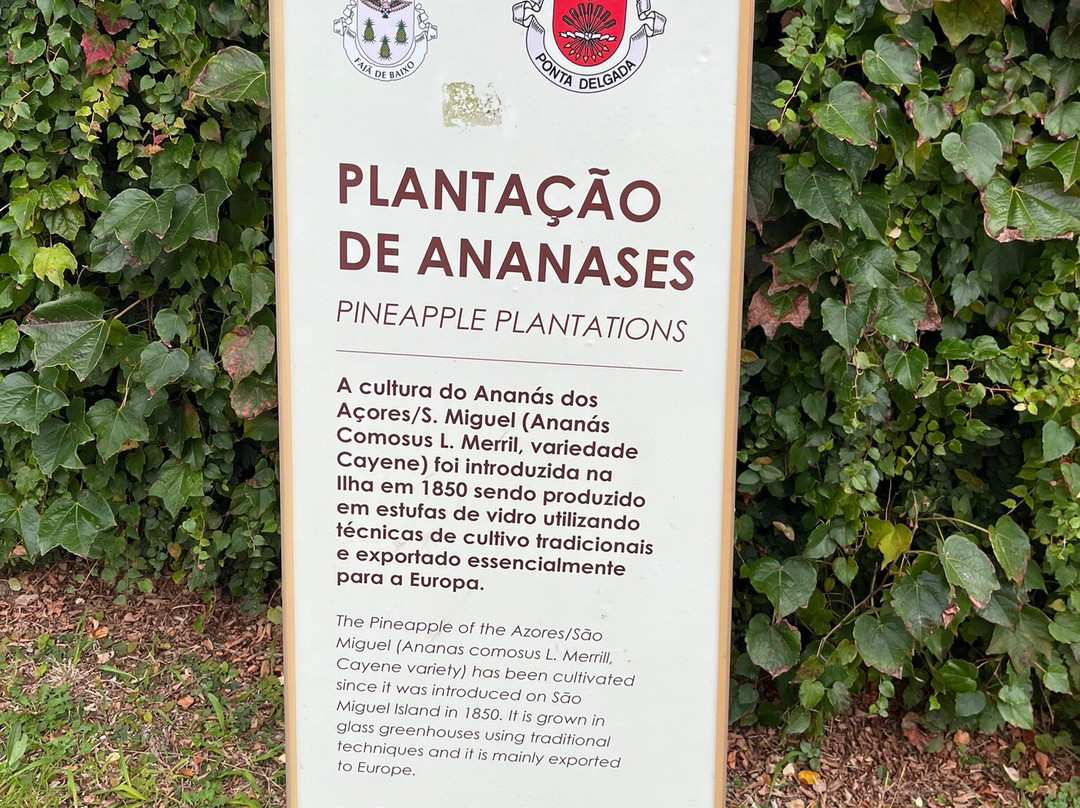 FAJÃ DE BAIXO
PONTA DELGADA
PLANTAÇÃO
DE ANANASES
PINEAPPLE PLANTATIONS
A cultura do Ananás dos
Açores/S. Miguel (Ananás
Comosus L. Merril, variedade
Cayene) foi introduzida na
Ilha em 1850 sendo produzido
em estufas de vidro utilizando
técnicas de cultivo tradicionais
e exportado essencialmente
para a Europa.
The Pineapple of the Azores/São
Miguel (Ananas comosus L. Merrill,
Cayene variety) has been cultivated
since it was introduced on São
Miguel Island in 1850. It is grown in
glass greenhouses using traditional
techniques and it is mainly exported
to Europe.